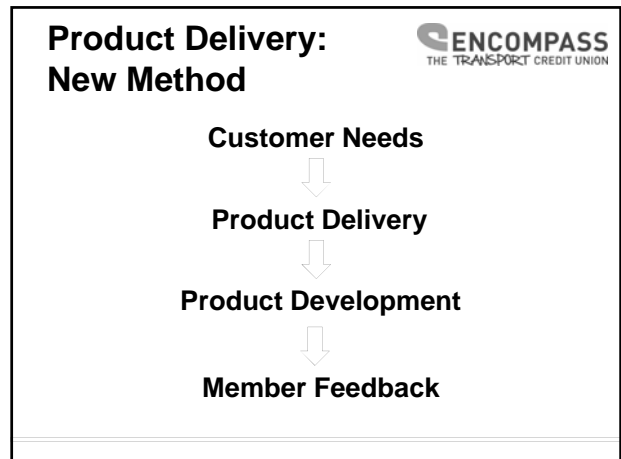 Product Delivery:
New Method
ENCOMPASS
THE TRANSPORT CREDIT UNION
Customer Needs
Product Delivery
Product Development
Member Feedback